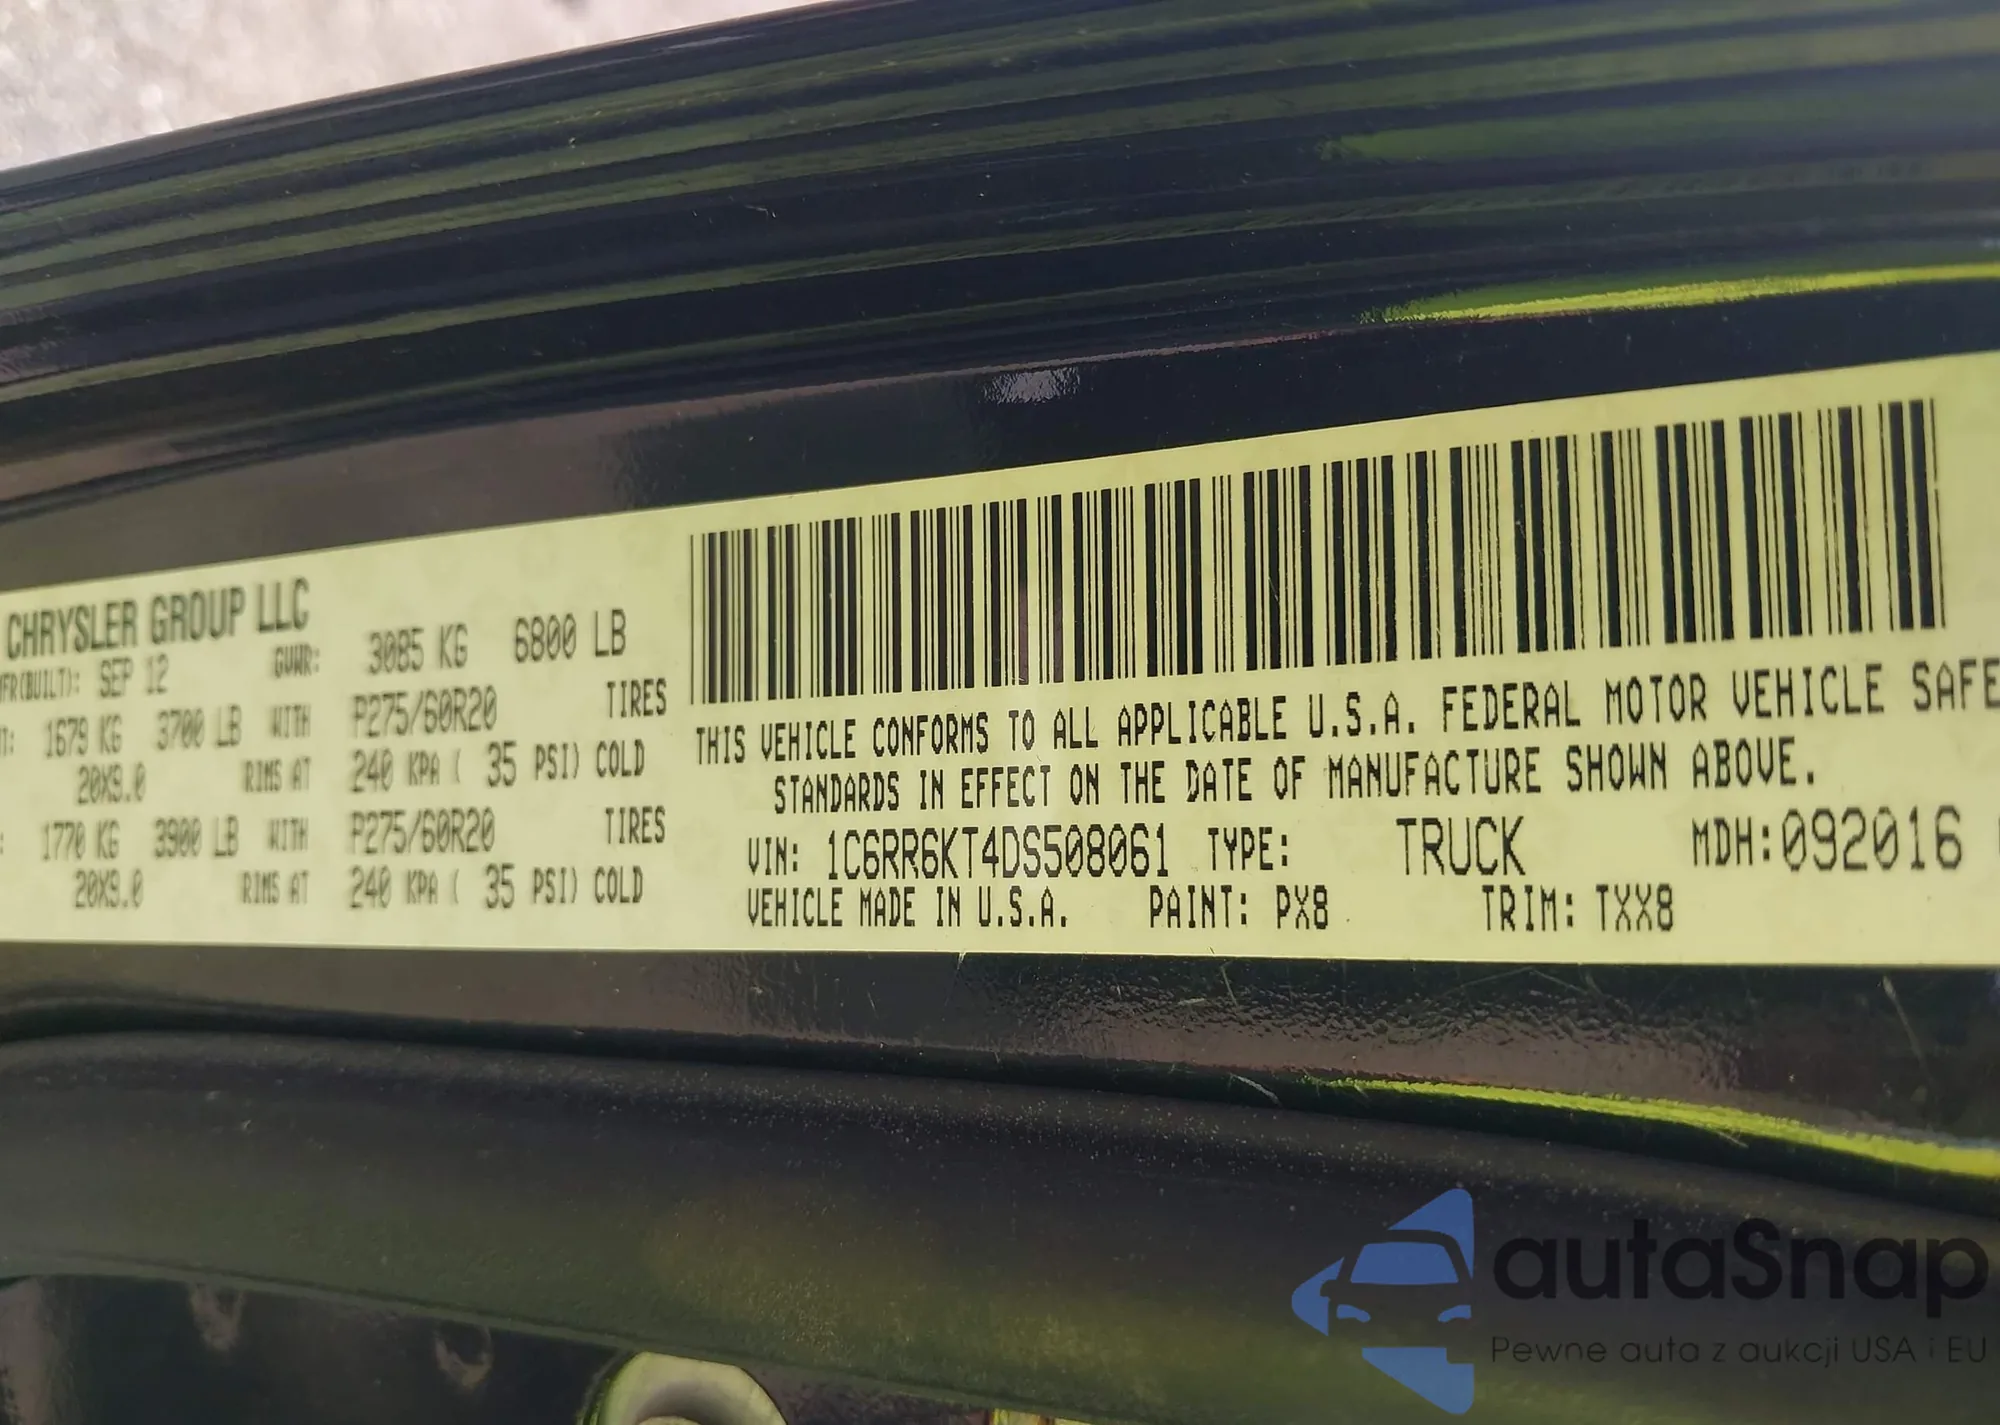 CHRYSLER GROUP LLC
MFR(BUILT): SEP 12 GVWR: 3085 KG 6800 LB
1679 KG 3700 LB WITH P275/60R20 TIRES
20X9.0 RIMS AT 240 KPA ( 35 PSI) COLD
1770 KG 3900 LB WITH P275/60R20 TIRES
20X9.0 RIMS AT 240 KPA ( 35 PSI) COLD
THIS VEHICLE CONFORMS TO ALL APPLICABLE U.S.A. FEDERAL MOTOR VEHICLE SAFE
STANDARDS IN EFFECT ON THE DATE OF MANUFACTURE SHOWN ABOVE.
VIN: 1C6RR6KT4DS508061 TYPE: TRUCK MDH:092016
VEHICLE MADE IN U.S.A. PAINT: PX8 TRIM: TXX8
autaSnap
Pewne auta z aukcji USA i EU